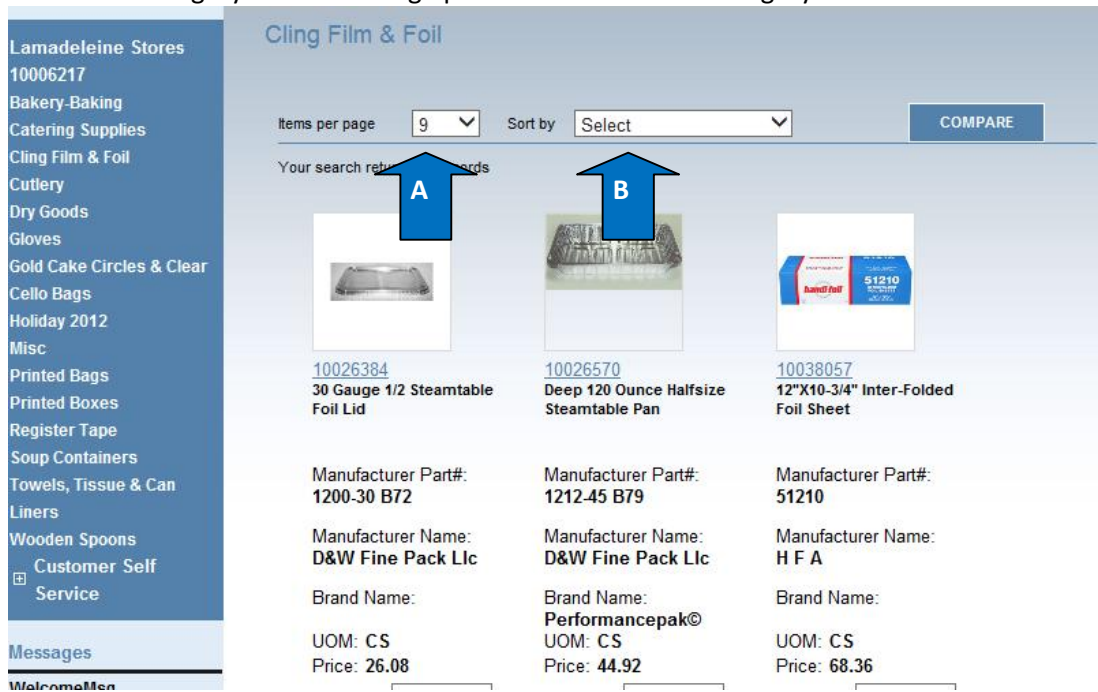 Lamadeleine Stores
10006217
Bakery-Baking
Catering Supplies
Cling Film & Foil
Cutlery
Dry Goods
Gloves
Gold Cake Circles & Clear
Cello Bags
Holiday 2012
Misc
Printed Bags
Printed Boxes
Register Tape
Soup Containers
Towels, Tissue & Can
Liners
Wooden Spoons
Customer Self
Service
Messages
WelcomeMsg
Cling Film & Foil
Items per page 9 Sort by Select COMPARE
Your search
A
B
51210
handi foil
10026384
30 Gauge 1/2 Steamtable
Foil Lid
Manufacturer Part#:
1200-30 B72
Manufacturer Name:
D&W Fine Pack Llc
Brand Name:
UOM: CS
Price: 26.08
10026570
Deep 120 Ounce Halfsize
Steamtable Pan
Manufacturer Part#:
1212-45 B79
Manufacturer Name:
D&W Fine Pack Llc
Brand Name:
Performancepak©
UOM: CS
Price: 44.92
10038057
12"X10-3/4" Inter-Folded
Foil Sheet
Manufacturer Part#:
51210
Manufacturer Name:
H F A
Brand Name:
UOM: CS
Price: 68.36